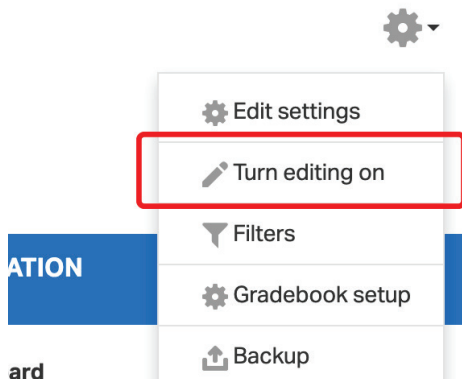 Edit settings
Turn editing on
Filters
ATION
Gradebook setup
Backup
ard